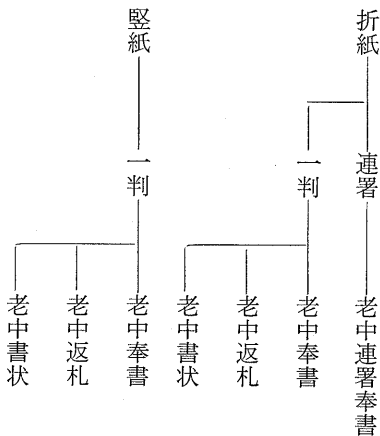 折紙
連署
老中連署奉書
一判
老中奉書
老中返札
老中書状
竪紙
一判
老中奉書
老中返札
老中書状